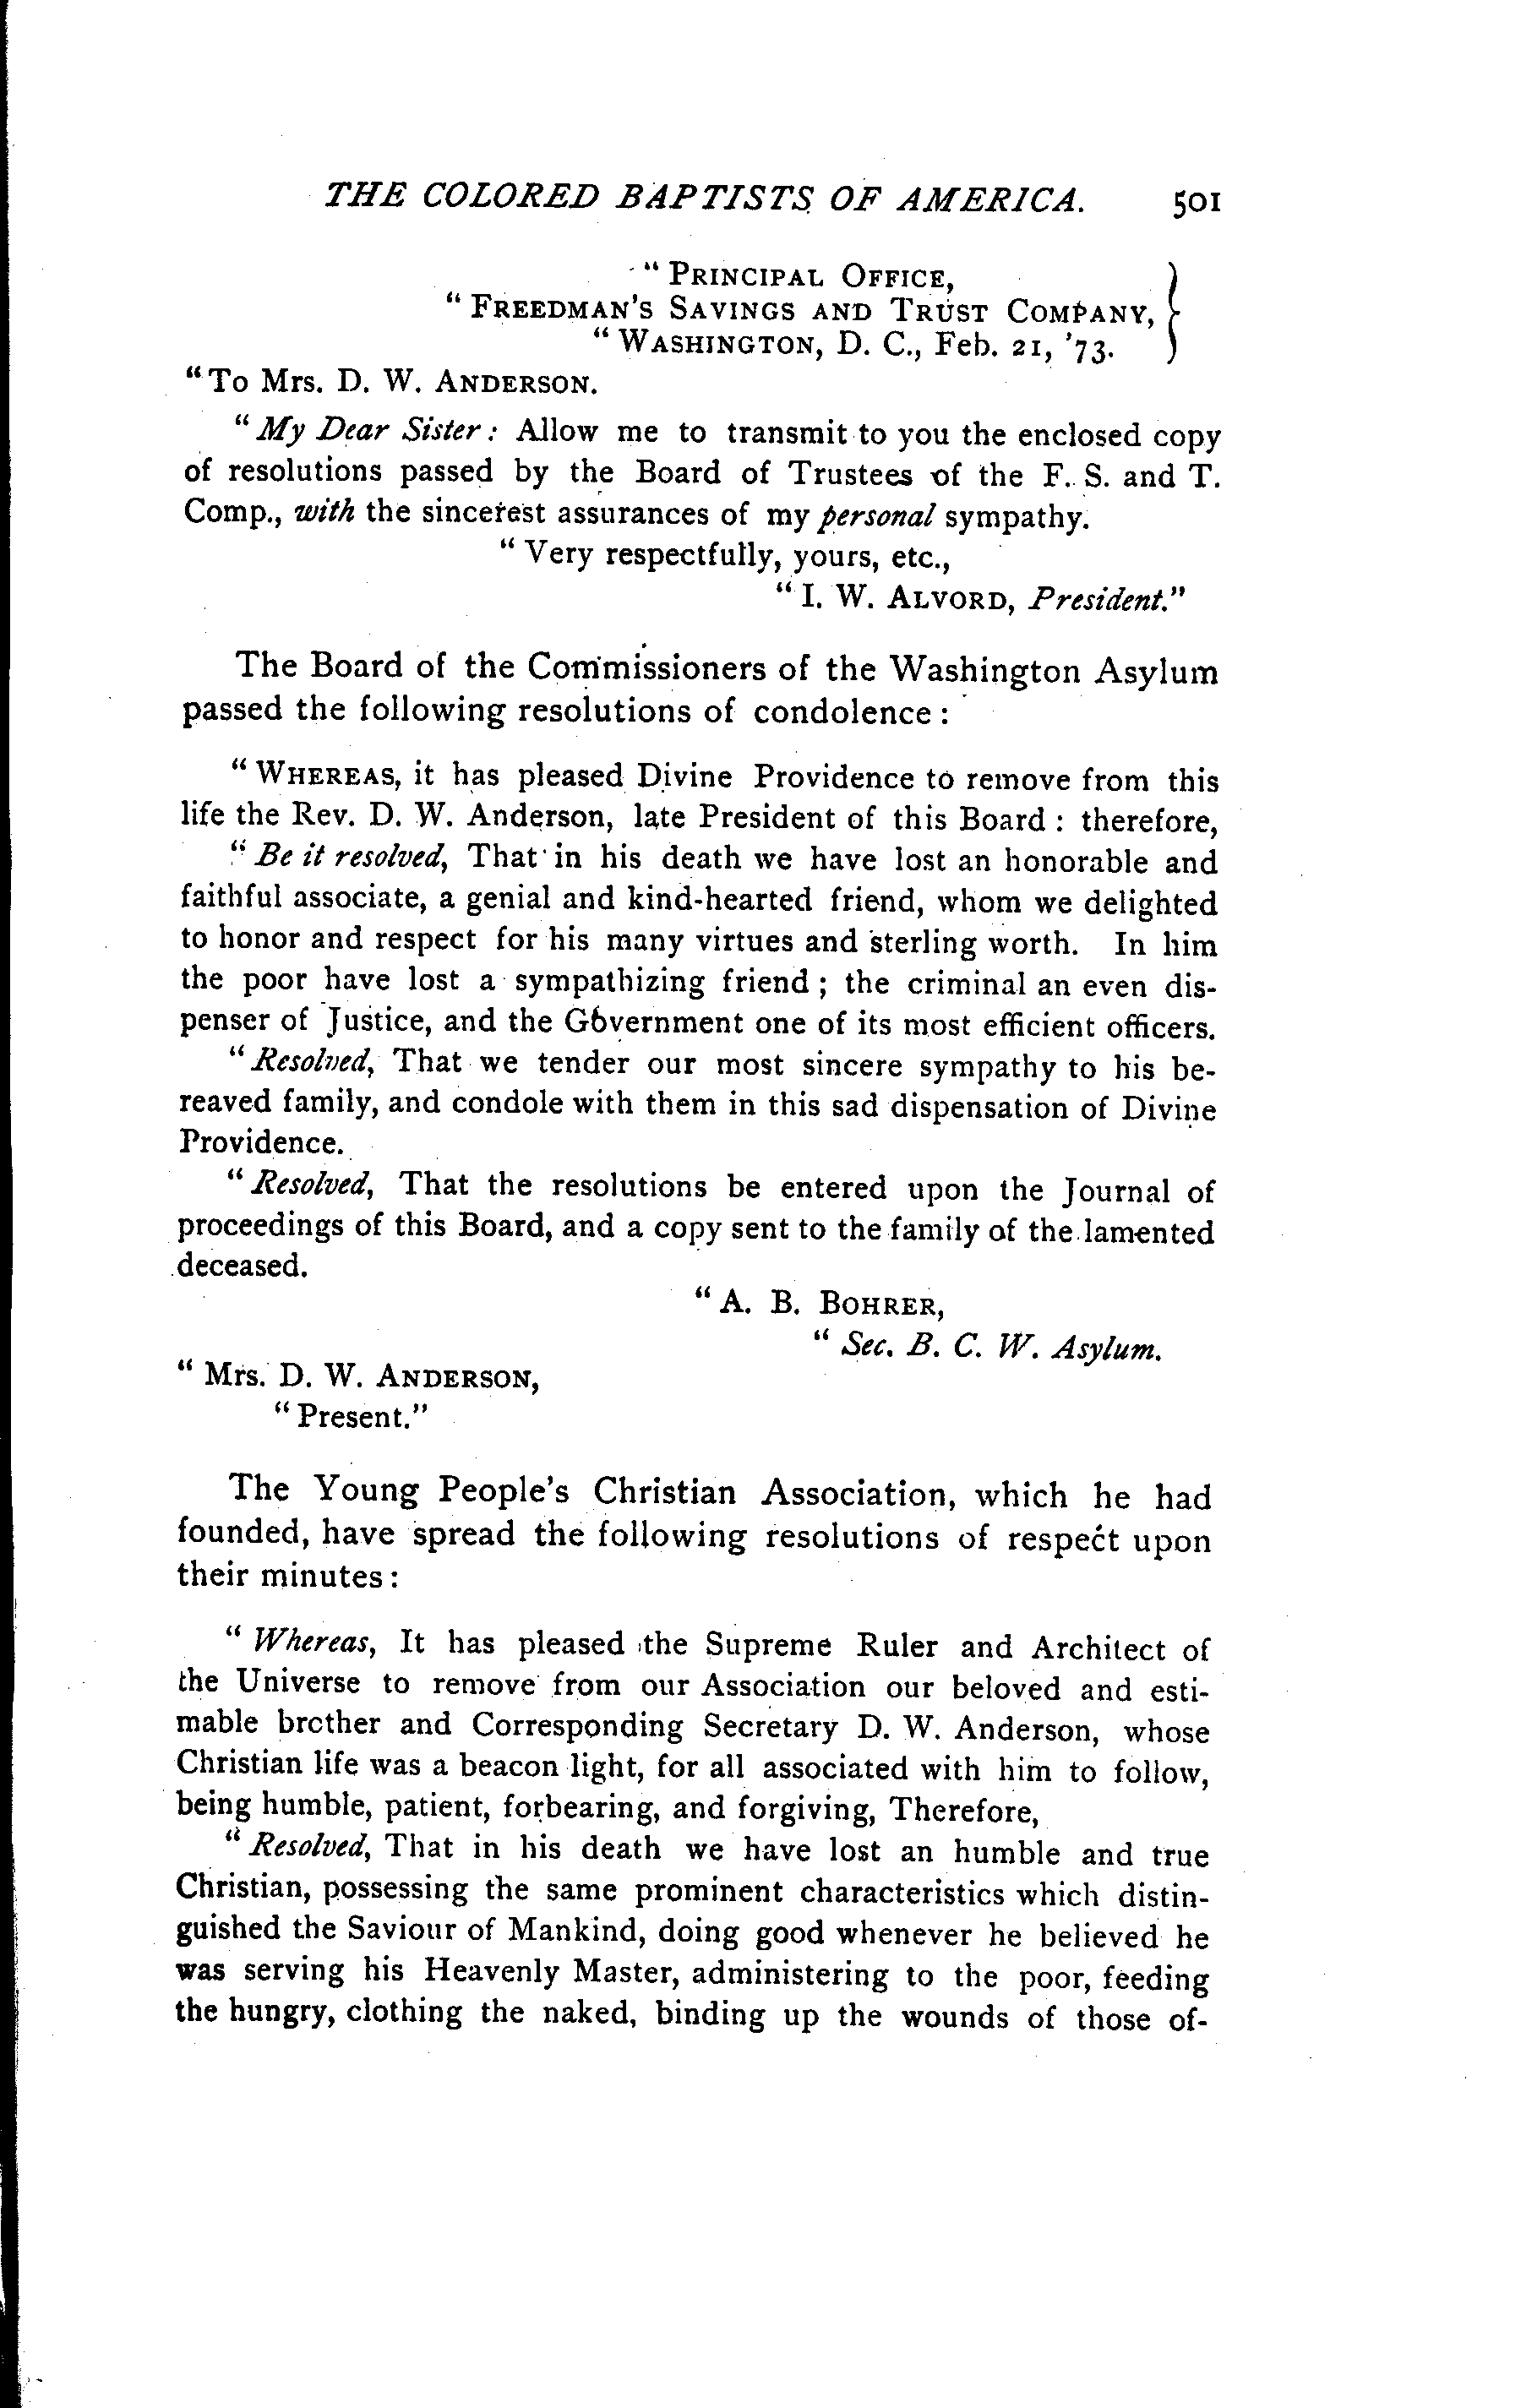 THE COLORED BAPTISTS OF AMERICA. 501
" PRINCIPAL OFFICE,
" FREEDMAN'S SAVINGS AND TRUST COMPANY,
" WASHINGTON, D. C., Feb. 21, '73.
"To Mrs. D. W. ANDERSON.
" My Dear Sister: Allow me to transmit to you the enclosed copy
of resolutions passed by the Board of Trustees of the F. S. and T.
Comp., with the sincerest assurances of my personal sympathy.
" Very respectfully, yours, etc.,
" I. W. ALVORD, President."
The Board of the Commissioners of the Washington Asylum
passed the following resolutions of condolence :
" WHEREAS, it has pleased Divine Providence to remove from this
life the Rev. D. W. Anderson, late President of this Board : therefore,
" Be it resolved, That in his death we have lost an honorable and
faithful associate, a genial and kind-hearted friend, whom we delighted
to honor and respect for his many virtues and sterling worth. In him
the poor have lost a sympathizing friend ; the criminal an even dis-
penser of Justice, and the Government one of its most efficient officers.
" Resolved, That we tender our most sincere sympathy to his be-
reaved family, and condole with them in this sad dispensation of Divine
Providence.
" Resolved, That the resolutions be entered upon the Journal of
proceedings of this Board, and a copy sent to the family of the lamented
deceased.
" A. B. BOHRER,
" Sec. B. C. W. Asylum.
" Mrs. D. W. ANDERSON,
" Present."
The Young People's Christian Association, which he had
founded, have spread the following resolutions of respect upon
their minutes :
" Whereas, It has pleased the Supreme Ruler and Architect of
the Universe to remove from our Association our beloved and esti-
mable brother and Corresponding Secretary D. W. Anderson, whose
Christian life was a beacon light, for all associated with him to follow,
being humble, patient, forbearing, and forgiving, Therefore,
" Resolved, That in his death we have lost an humble and true
Christian, possessing the same prominent characteristics which distin-
guished the Saviour of Mankind, doing good whenever he believed he
was serving his Heavenly Master, administering to the poor, feeding
the hungry, clothing the naked, binding up the wounds of those of-